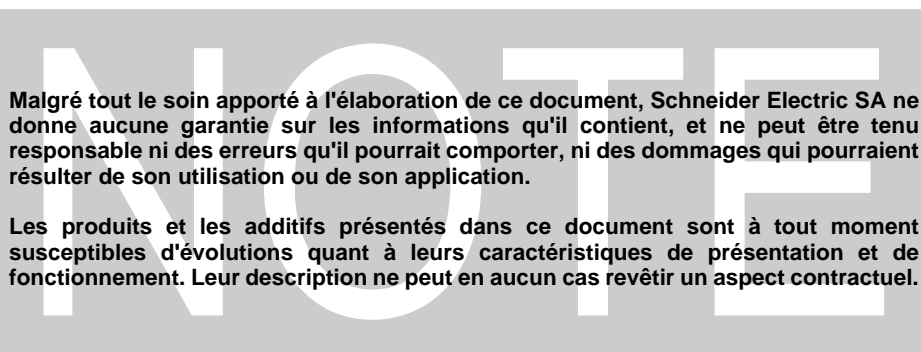 NOTE
Malgré tout le soin apporté à l'élaboration de ce document, Schneider Electric SA ne
donne aucune garantie sur les informations qu'il contient, et ne peut être tenu
responsable ni des erreurs qu'il pourrait comporter, ni des dommages qui pourraient
résulter de son utilisation ou de son application.
Les produits et les additifs présentés dans ce document sont à tout moment
susceptibles d'évolutions quant à leurs caractéristiques de présentation et de
fonctionnement. Leur description ne peut en aucun cas revêtir un aspect contractuel.